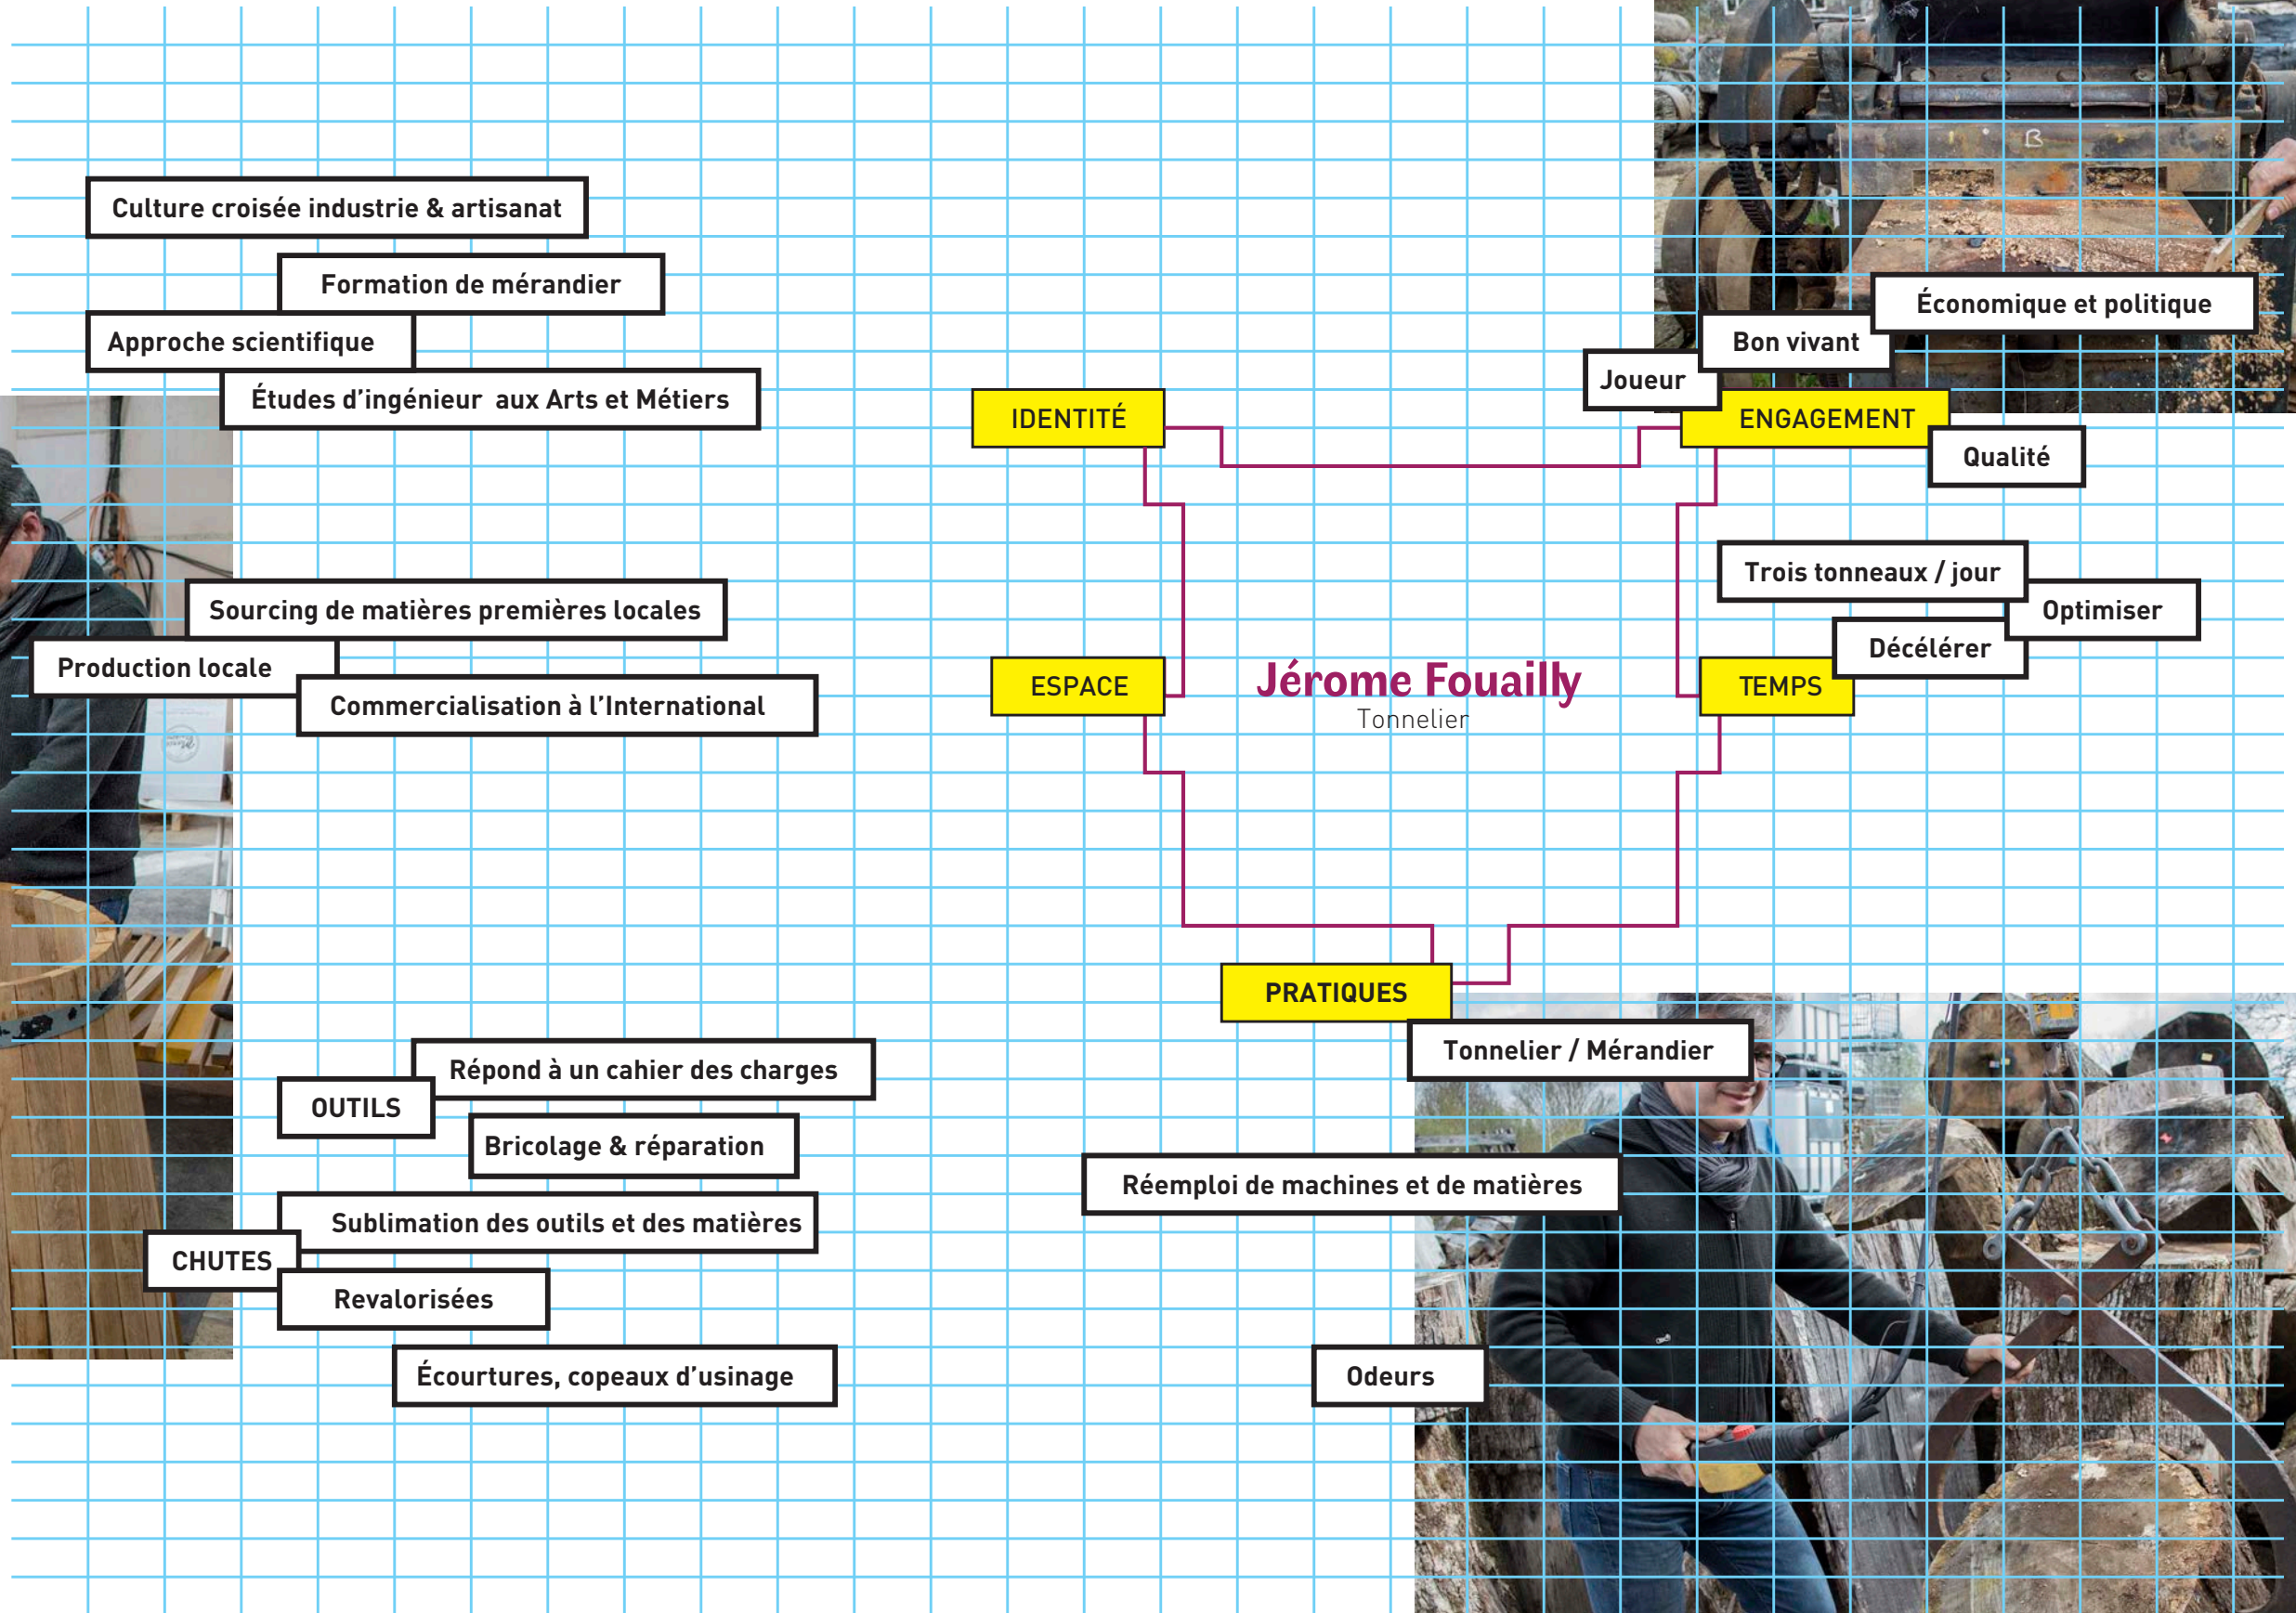 Culture croisée industrie & artisanat
Formation de mérandier
Approche scientifique
Études d'ingénieur aux Arts et Métiers
IDENTITÉ
Économique et politique
Bon vivant
Joueur
ENGAGEMENT
Qualité
Sourcing de matières premières locales
Production locale
Commercialisation à l'International
ESPACE
Jérome Fouailly
Tonnelier
Trois tonneaux / jour
Optimiser
Décélérer
TEMPS
PRATIQUES
Tonnelier / Mérandier
Répond à un cahier des charges
OUTILS
Bricolage & réparation
Réemploi de machines et de matières
Sublimation des outils et des matières
CHUTES
Revalorisées
Écourtures, copeaux d'usinage
Odeurs